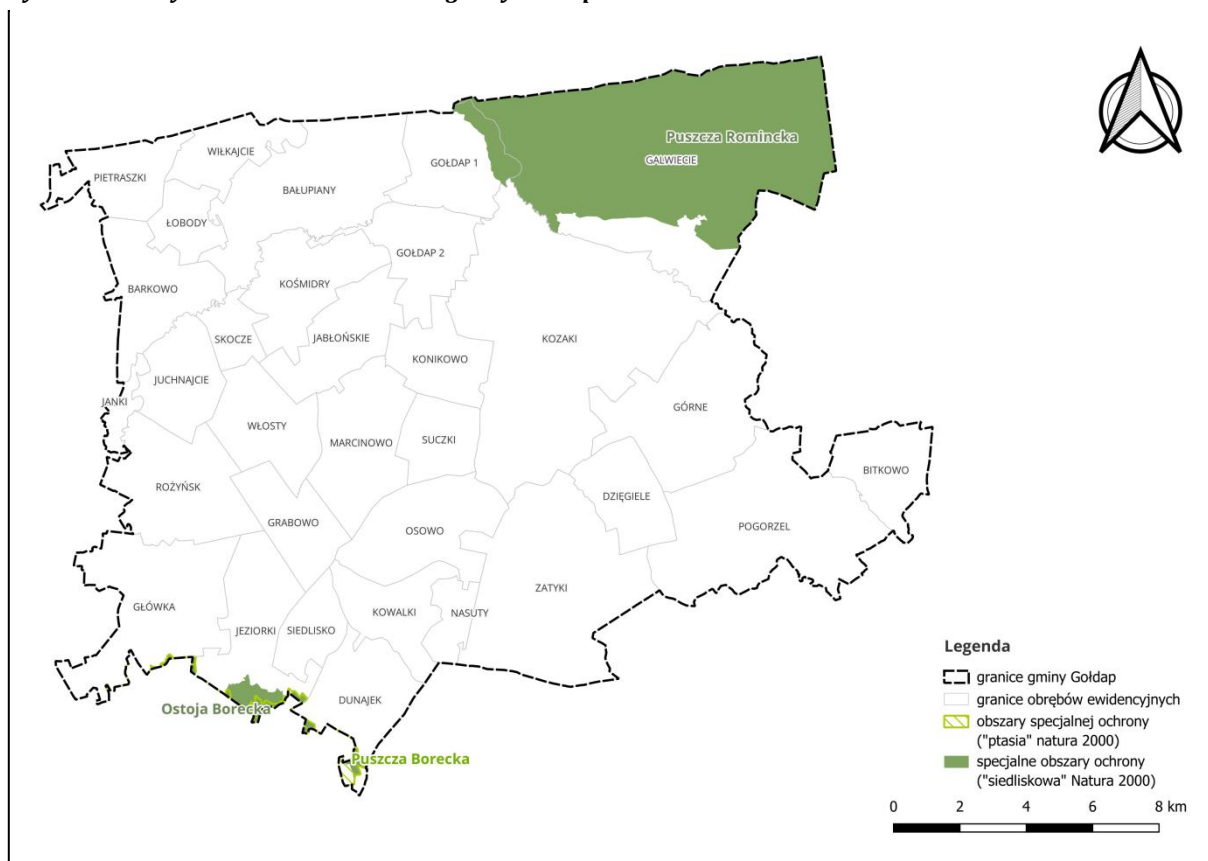 Puszcza Romincka
GALWIECIE
WIŁKAJCIE
GOŁDAP 1
PIETRASZKI
BAŁUPIANY
ŁOBODY
GOŁDAP 2
BARKOWO
KOŚMIDRY
SKOCZE
JABŁOŃSKIE
KOZAKI
KONIKOWO
JUCHNAJCIE
JANKI
GÓRNE
WŁOSTY
MARCINOWO
SUCZKI
BITKOWO
ROŻYŃSK
DZIĘGIELE
GRABOWO
OSOWO
POGORZEL
ZATYKI
GŁÓWKA
KOWALKI
NASUTY
JEZIORKI
SIEDLISKO
DUNAJEK
Ostoja Borecka
Puszcza Borecka
Legenda
granice gminy Gołdap
granice obrębów ewidencyjnych
obszary specjalnej ochrony
("ptasia" natura 2000)
specjalne obszary ochrony
("siedliskowa" Natura 2000)
0 2 4 6 8 km